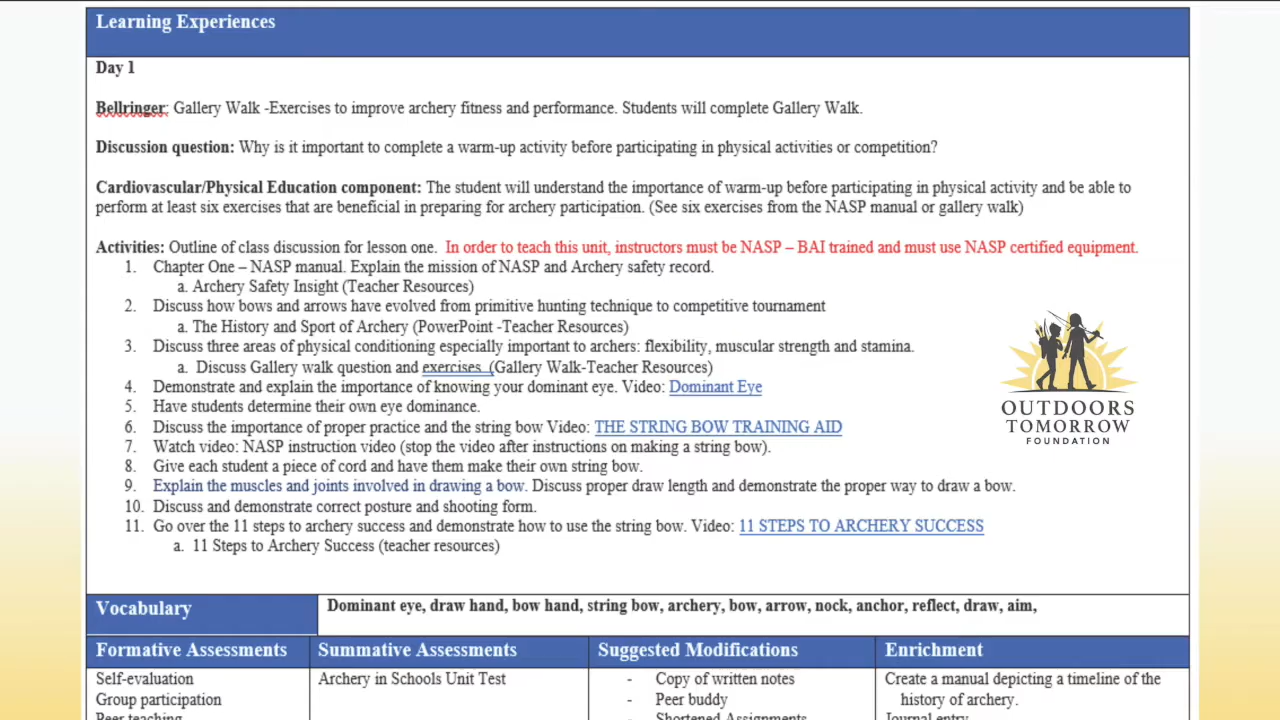 Learning Experiences
Day 1
Bellringer: Gallery Walk -Exercises to improve archery fitness and performance. Students will complete Gallery Walk.
Discussion question: Why is it important to complete a warm-up activity before participating in physical activities or competition?
Cardiovascular/Physical Education component: The student will understand the importance of warm-up before participating in physical activity and be able to
perform at least six exercises that are beneficial in preparing for archery participation. (See six exercises from the NASP manual or gallery walk)
Activities: Outline of class discussion for lesson one. In order to teach this unit, instructors must be NASP – BAI trained and must use NASP certified equipment.
1. Chapter One – NASP manual. Explain the mission of NASP and Archery safety record.
a. Archery Safety Insight (Teacher Resources)
2. Discuss how bows and arrows have evolved from primitive hunting technique to competitive tournament
a. The History and Sport of Archery (PowerPoint -Teacher Resources)
3. Discuss three areas of physical conditioning especially important to archers: flexibility, muscular strength and stamina.
a. Discuss Gallery walk question and exercises. (Gallery Walk-Teacher Resources)
4. Demonstrate and explain the importance of knowing your dominant eye. Video: Dominant Eye
5. Have students determine their own eye dominance.
6. Discuss the importance of proper practice and the string bow Video: THE STRING BOW TRAINING AID
7. Watch video: NASP instruction video (stop the video after instructions on making a string bow).
8. Give each student a piece of cord and have them make their own string bow.
9. Explain the muscles and joints involved in drawing a bow. Discuss proper draw length and demonstrate the proper way to draw a bow.
10. Discuss and demonstrate correct posture and shooting form.
11. Go over the 11 steps to archery success and demonstrate how to use the string bow. Video: 11 STEPS TO ARCHERY SUCCESS
a. 11 Steps to Archery Success (teacher resources)
OUTDOORS
TOMORROW
FOUNDATION
Vocabulary
Dominant eye, draw hand, bow hand, string bow, archery, bow, arrow, nock, anchor, reflect, draw, aim,
Formative Assessments
Self-evaluation
Group participation
Peer teaching
Summative Assessments
Archery in Schools Unit Test
Suggested Modifications
- Copy of written notes
- Peer buddy
- Shortened Assignments
Enrichment
Create a manual depicting a timeline of the
history of archery.
Journal entry